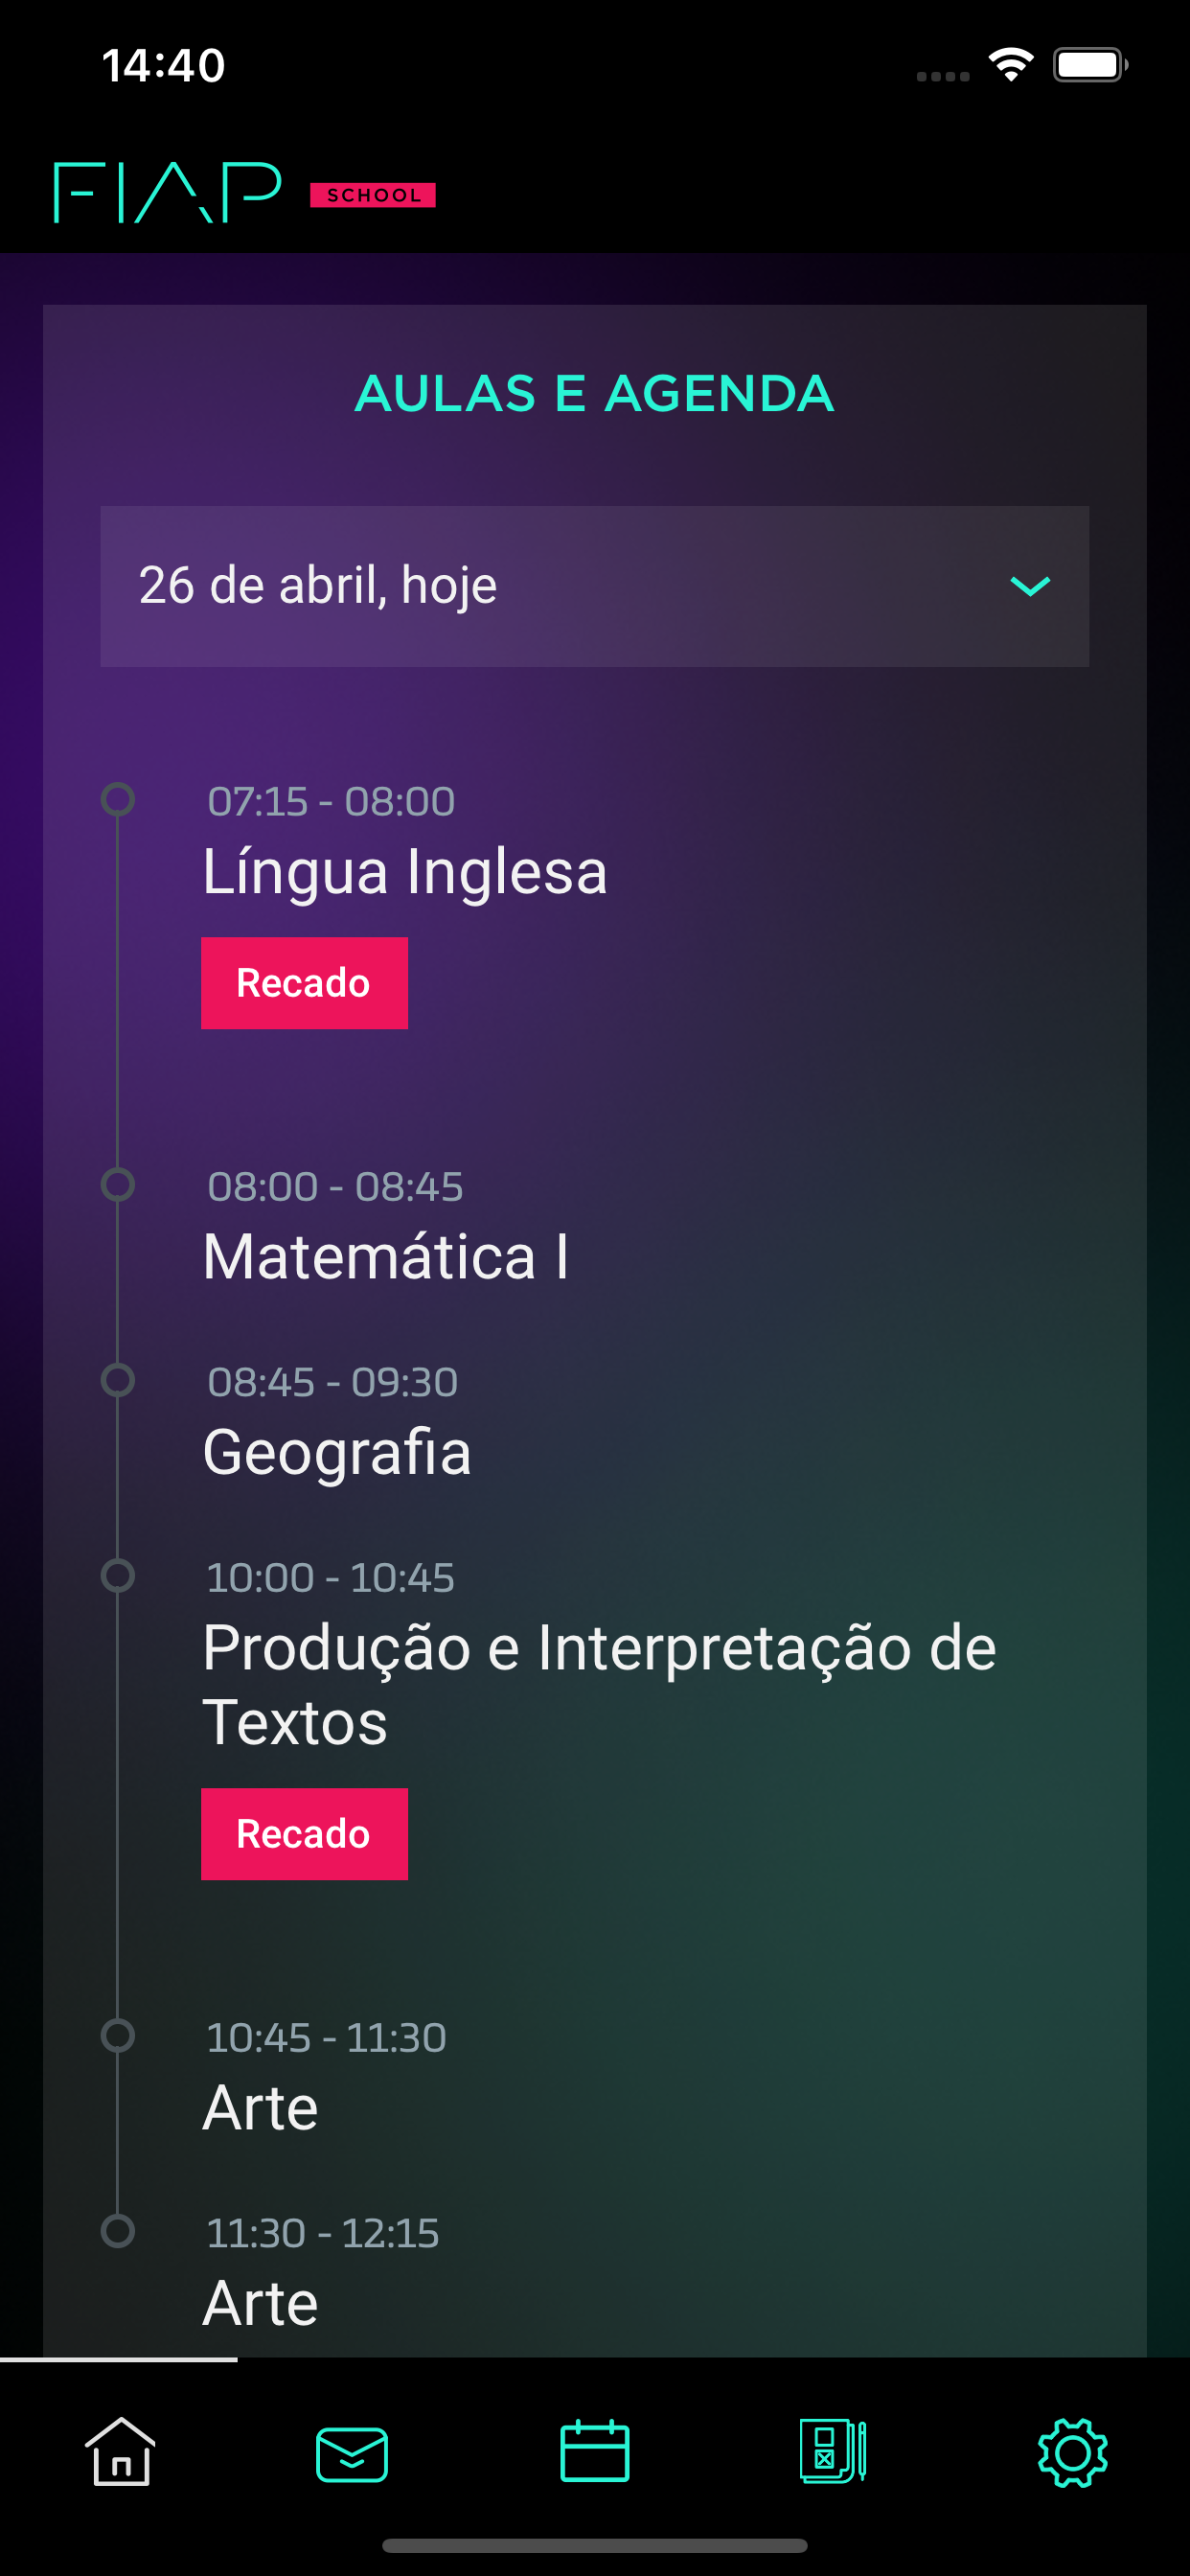 14:40
FIAP SCHOOL
AULAS E AGENDA
26 de abril, hoje
07:15 - 08:00
Língua Inglesa
Recado
08:00 - 08:45
Matemática I
08:45 - 09:30
Geografia
10:00 - 10:45
Produção e Interpretação de
Textos
Recado
10:45 - 11:30
Arte
11:30 - 12:15
Arte